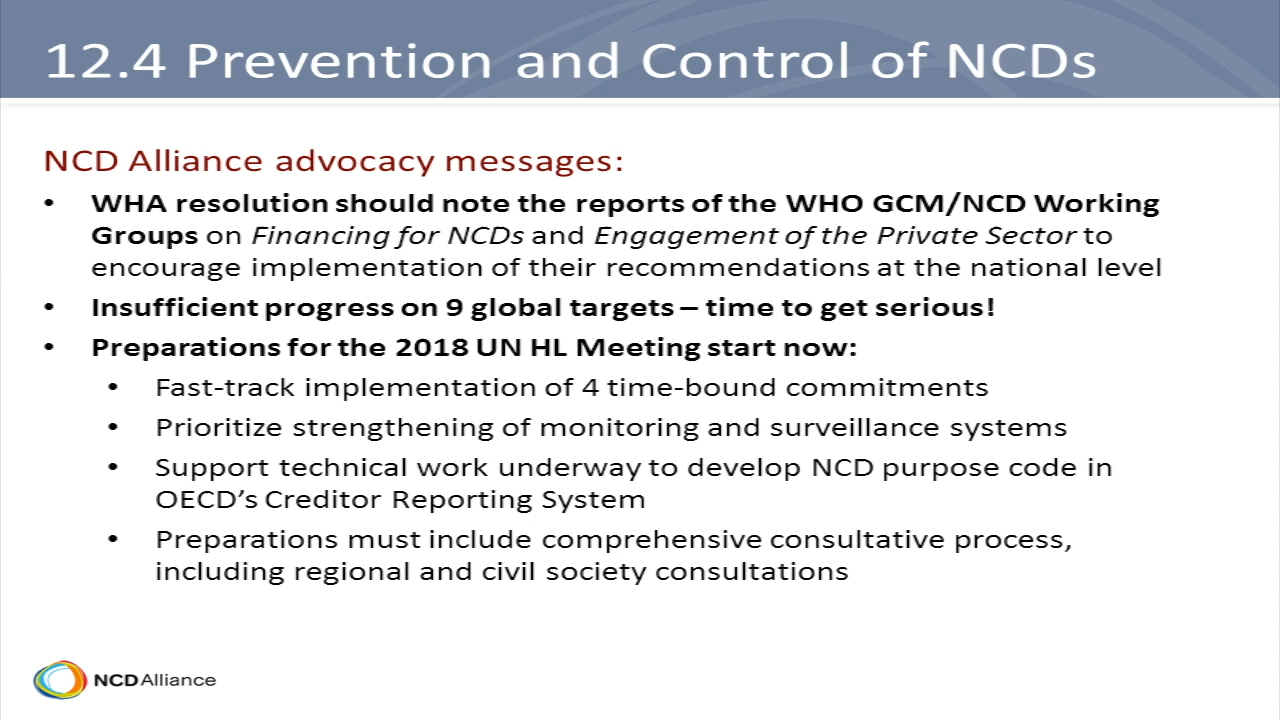 12.4 Prevention and Control of NCDs
NCD Alliance advocacy messages:
• WHA resolution should note the reports of the WHO GCM/NCD Working
Groups on Financing for NCDs and Engagement of the Private Sector to
encourage implementation of their recommendations at the national level
• Insufficient progress on 9 global targets – time to get serious!
• Preparations for the 2018 UN HL Meeting start now:
• Fast-track implementation of 4 time-bound commitments
• Prioritize strengthening of monitoring and surveillance systems
• Support technical work underway to develop NCD purpose code in
OECD’s Creditor Reporting System
• Preparations must include comprehensive consultative process,
including regional and civil society consultations
NCD Alliance